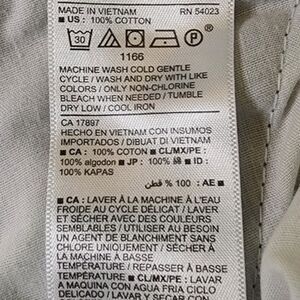 MADE IN VIETNAM RN 54023
■ US : 100% COTTON
30 P
1166
MACHINE WASH COLD GENTLE
CYCLE / WASH AND DRY WITH LIKE
COLORS / ONLY NON-CHLORINE
BLEACH WHEN NEEDED / TUMBLE
DRY LOW / COOL IRON
CA 17897
HECHO EN VIETNAM CON INSUMOS
IMPORTADOS / DIBUAT DI VIETNAM
■ CA : 100% COTON ■ CL/MX/PE :
100% algodon ■ JP : 100% 綿 ■ ID :
100% KAPAS
■ AE : 100 % قطن
■ CA : LAVER À LA MACHINE À L'EAU
FROIDE AU CYCLE DÉLICAT / LAVER
ET SÉCHER AVEC DES COULEURS
SEMBLABLES / UTILISER AU BESOIN
UN AGENT DE BLANCHIMENT SANS
CHLORE UNIQUEMENT / SÉCHER À
LA MACHINE À BASSE
TEMPÉRATURE / REPASSER À BASSE
TEMPÉRATURE ■ CL/MX/PE : LAVAR
A MAQUINA CON AGUA FRIA CICLO
DELICADO / LAVAR Y SECAR CON